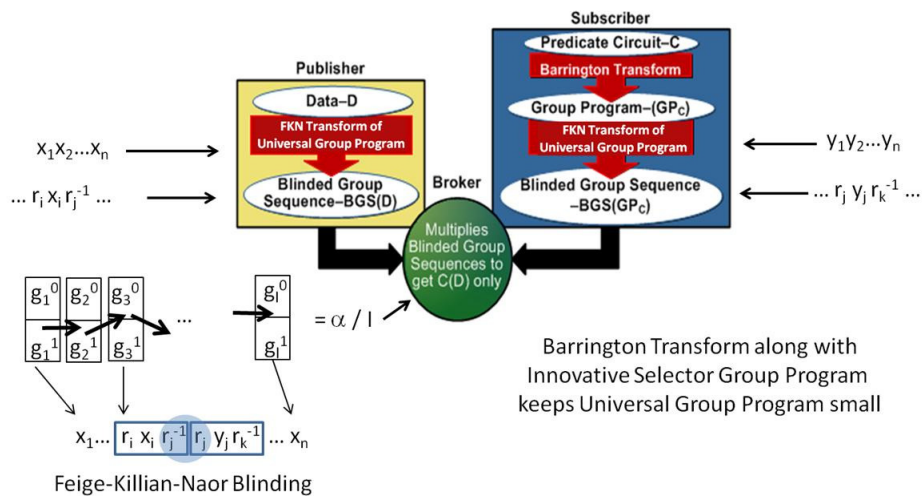 Subscriber
Predicate Circuit–C
Barrington Transform
Group Program–(GP_C)
FKN Transform of
Universal Group Program
Blinded Group Sequence
–BGS(GP_C)
Publisher
Data–D
FKN Transform of
Universal Group Program
Blinded Group
Sequence–BGS(D)
x₁x₂...xₙ
... rᵢ xᵢ rⱼ⁻¹ ...
y₁y₂...yₙ
... rⱼ yⱼ rₖ⁻¹ ...
Broker
Multiplies
Blinded Group
Sequences to
get C(D) only
g₁⁰ g₂⁰ g₃⁰ ... g_l⁰
g₁¹ g₂¹ g₃¹ g_l¹
= α / I
x₁... rᵢ xᵢ rⱼ⁻¹ rⱼ yⱼ rₖ⁻¹ ... xₙ
Feige-Killian-Naor Blinding
Barrington Transform along with
Innovative Selector Group Program
keeps Universal Group Program small